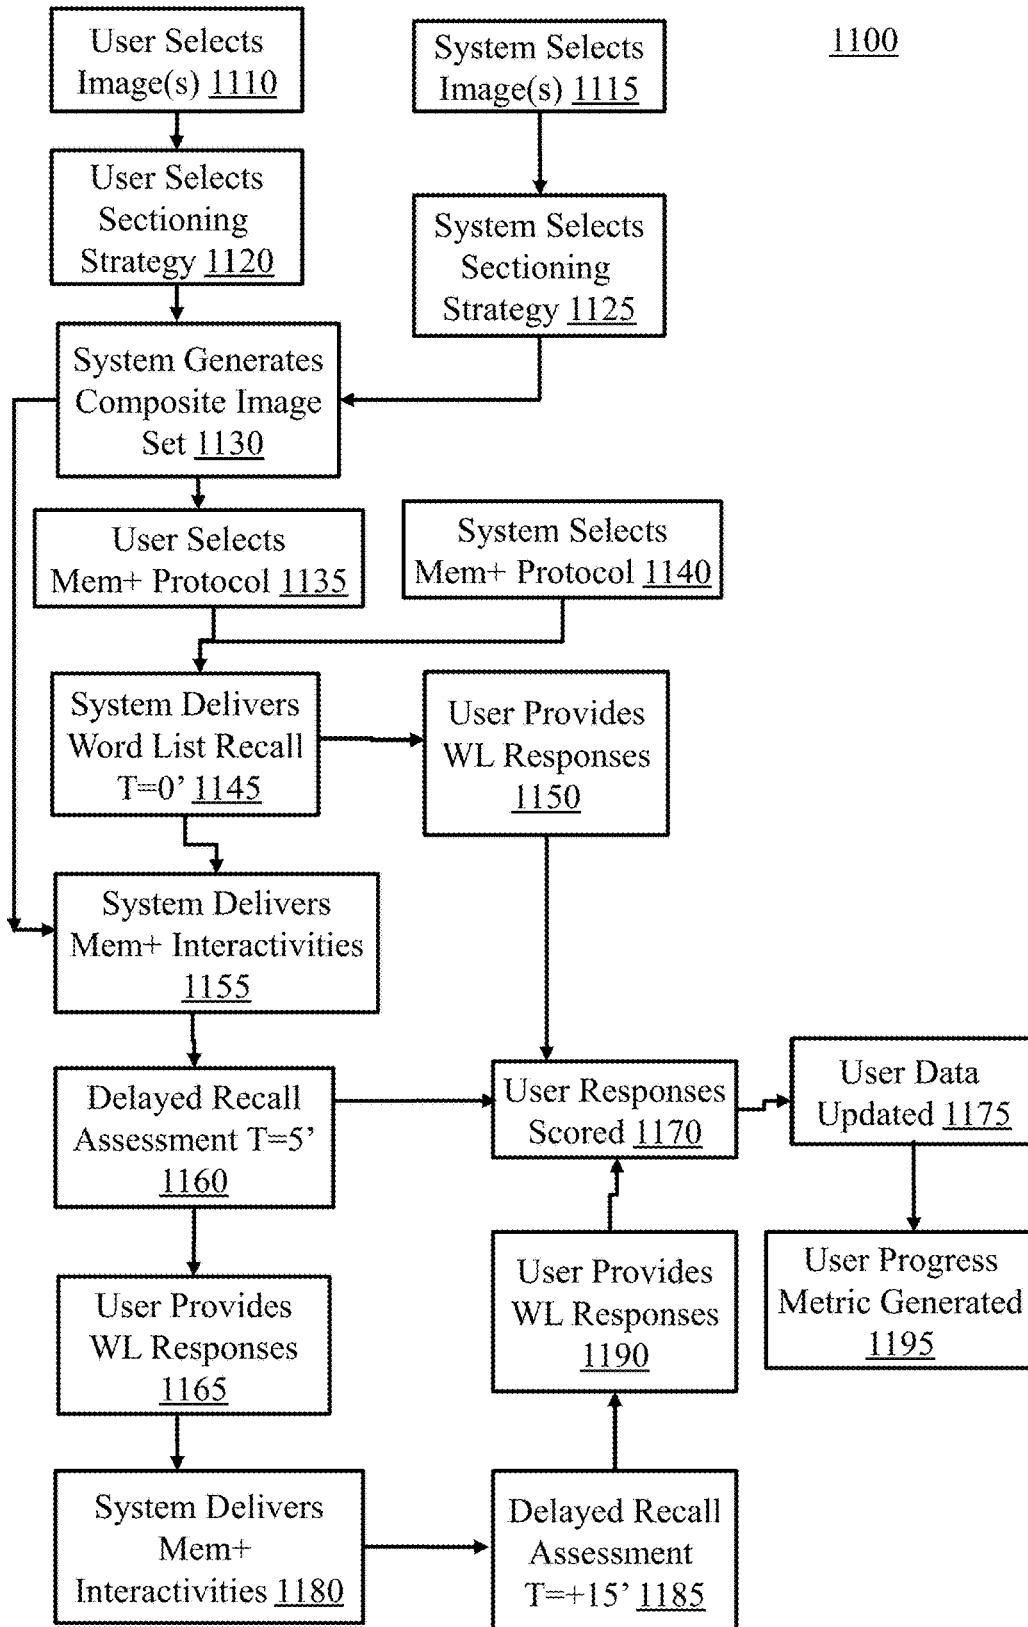 User Selects
Image(s) 1110
System Selects
Image(s) 1115
1100
User Selects
Sectioning
Strategy 1120
System Selects
Sectioning
Strategy 1125
System Generates
Composite Image
Set 1130
User Selects
Mem+ Protocol 1135
System Selects
Mem+ Protocol 1140
System Delivers
Word List Recall
T=0’ 1145
User Provides
WL Responses
1150
System Delivers
Mem+ Interactivities
1155
Delayed Recall
Assessment T=5’
1160
User Responses
Scored 1170
User Data
Updated 1175
User Provides
WL Responses
1165
User Provides
WL Responses
1190
User Progress
Metric Generated
1195
System Delivers
Mem+
Interactivities 1180
Delayed Recall
Assessment
T=+15’ 1185